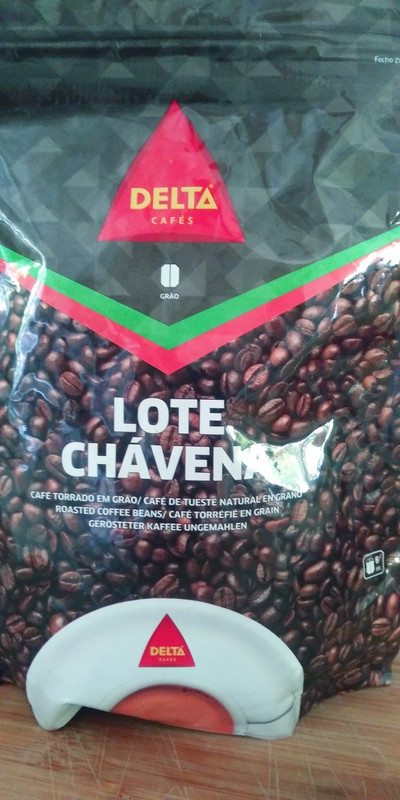 Fecho
DELTA
CAFÉS
GRÃO
LOTE
CHÁVENA
CAFÉ TORRADO EM GRÃO/ CAFÉ DE TUESTE NATURAL EN GRANO
ROASTED COFFEE BEANS/ CAFÉ TORRÉFIÉ EN GRAIN
GERÖSTETER KAFFEE UNGEMAHLEN
DELTA
CAFÉS